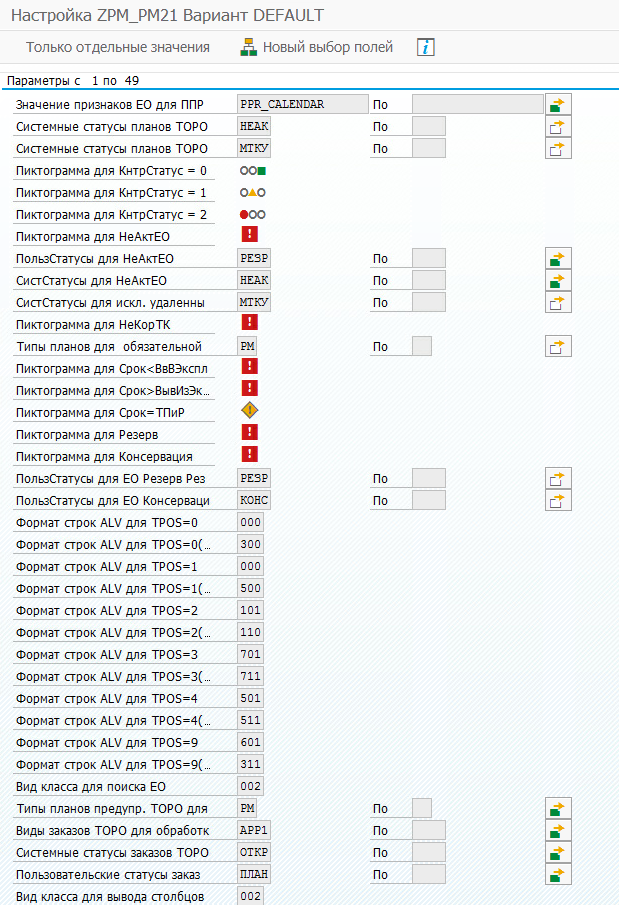 Настройка ZPM_PM21 Вариант DEFAULT
Только отдельные значения Новый выбор полей
Параметры с 1 по 49
Значение признаков ЕО для ППР PPR_CALENDAR По
Системные статусы планов ТОРО НЕАК По
Системные статусы планов ТОРО МТКУ По
Пиктограмма для КнтрСтатус = 0
Пиктограмма для КнтрСтатус = 1
Пиктограмма для КнтрСтатус = 2
Пиктограмма для НеАктЕО
ПользСтатусы для НеАктЕО РЕЗР По
СистСтатусы для НеАктЕО НЕАК По
СистСтатусы для искл. удаленны МТКУ По
Пиктограмма для НеКорТК
Типы планов для обязательной PM По
Пиктограмма для Срок<ВвВЭкспл
Пиктограмма для Срок>ВывИзЭк...
Пиктограмма для Срок=ТПиР
Пиктограмма для Резерв
Пиктограмма для Консервация
ПользСтатусы для ЕО Резерв Рез РЕЗР По
ПользСтатусы для ЕО Консерваци КОНС По
Формат строк ALV для TPOS=0 000
Формат строк ALV для TPOS=0(... 300
Формат строк ALV для TPOS=1 000
Формат строк ALV для TPOS=1(... 500
Формат строк ALV для TPOS=2 101
Формат строк ALV для TPOS=2(... 110
Формат строк ALV для TPOS=3 701
Формат строк ALV для TPOS=3(... 711
Формат строк ALV для TPOS=4 501
Формат строк ALV для TPOS=4(... 511
Формат строк ALV для TPOS=9 601
Формат строк ALV для TPOS=9(... 311
Вид класса для поиска ЕО 002
Типы планов предупр. ТОРО для PM По
Виды заказов ТОРО для обработк АРР1 По
Системные статусы заказов ТОРО ОТКР По
Пользовательские статусы заказ ПЛАН По
Вид класса для вывода столбцов 002